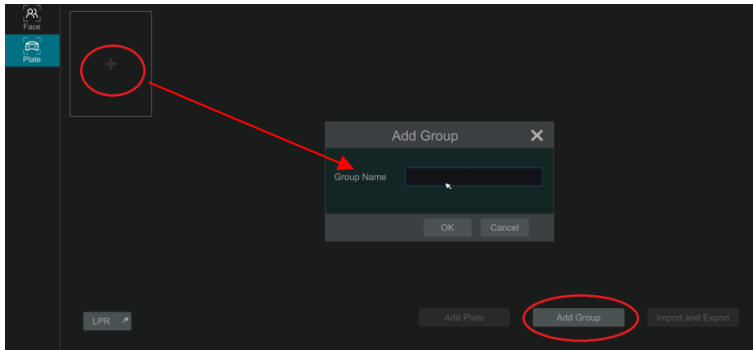 Face
Plate
Add Group
Group Name
OK Cancel
LPR
Add Plate Add Group Import and Export